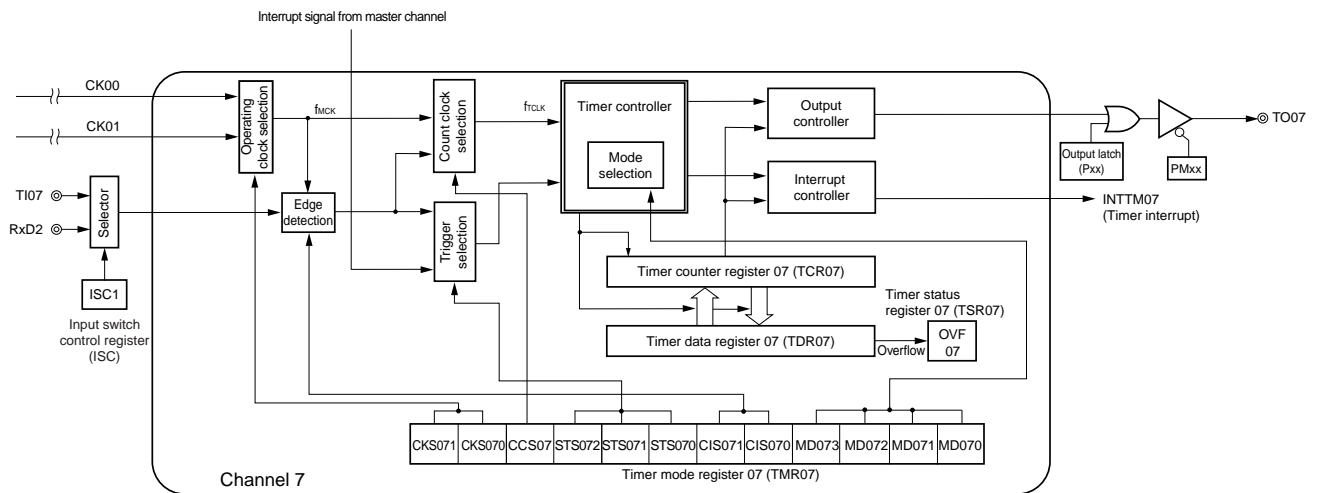 Interrupt signal from master channel
CK00
CK01
TI07
RxD2
Selector
ISC1
Input switch
control register
(ISC)
Operating
clock selection
fMCK
Edge
detection
Count clock
selection
Trigger
selection
fTCLK
Timer controller
Mode
selection
Output
controller
Interrupt
controller
Output latch
(Pxx)
PMxx
TO07
INTTM07
(Timer interrupt)
Timer counter register 07 (TCR07)
Timer status
register 07 (TSR07)
Timer data register 07 (TDR07)
Overflow
OVF
07
CKS071 CKS070 CCS07 STS072 STS071 STS070 CIS071 CIS070 MD073 MD072 MD071 MD070
Timer mode register 07 (TMR07)
Channel 7